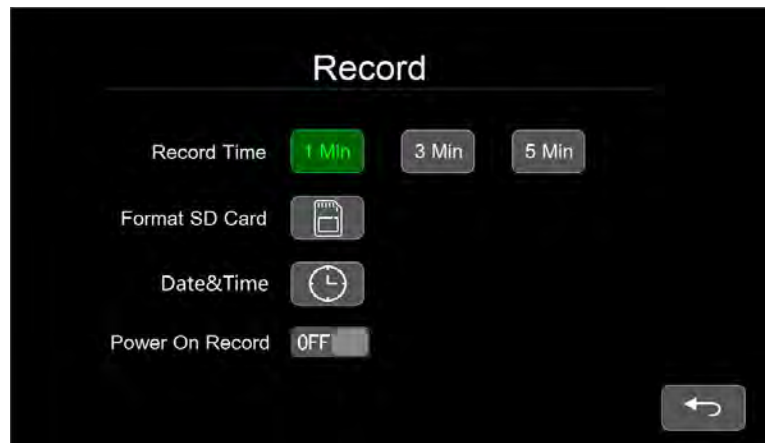 Record
Record Time 1 Min 3 Min 5 Min
Format SD Card
Date&Time
Power On Record OFF